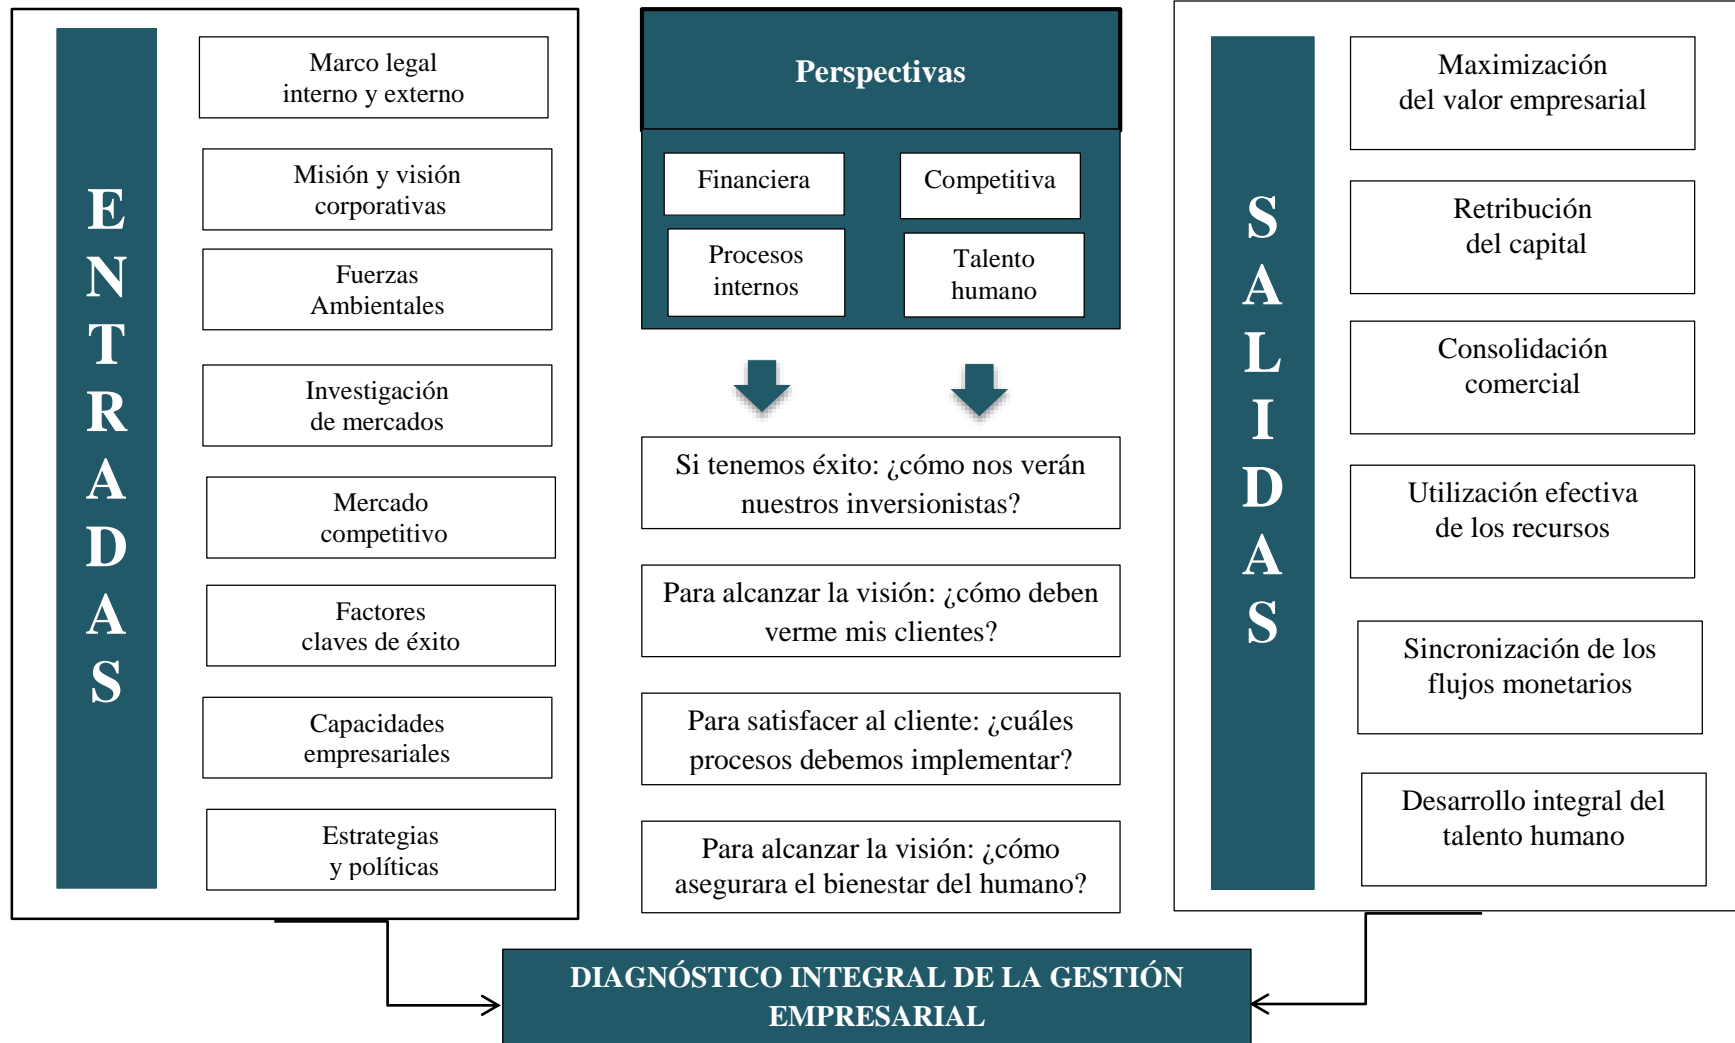 ENTRADAS
Marco legal
interno y externo
Misión y visión
corporativas
Fuerzas
Ambientales
Investigación
de mercados
Mercado
competitivo
Factores
claves de éxito
Capacidades
empresariales
Estrategias
y políticas
Perspectivas
Financiera
Competitiva
Procesos
internos
Talento
humano
Si tenemos éxito: ¿cómo nos verán
nuestros inversionistas?
Para alcanzar la visión: ¿cómo deben
verme mis clientes?
Para satisfacer al cliente: ¿cuáles
procesos debemos implementar?
Para alcanzar la visión: ¿cómo
asegurara el bienestar del humano?
SALIDAS
Maximización
del valor empresarial
Retribución
del capital
Consolidación
comercial
Utilización efectiva
de los recursos
Sincronización de los
flujos monetarios
Desarrollo integral del
talento humano
DIAGNÓSTICO INTEGRAL DE LA GESTIÓN
EMPRESARIAL